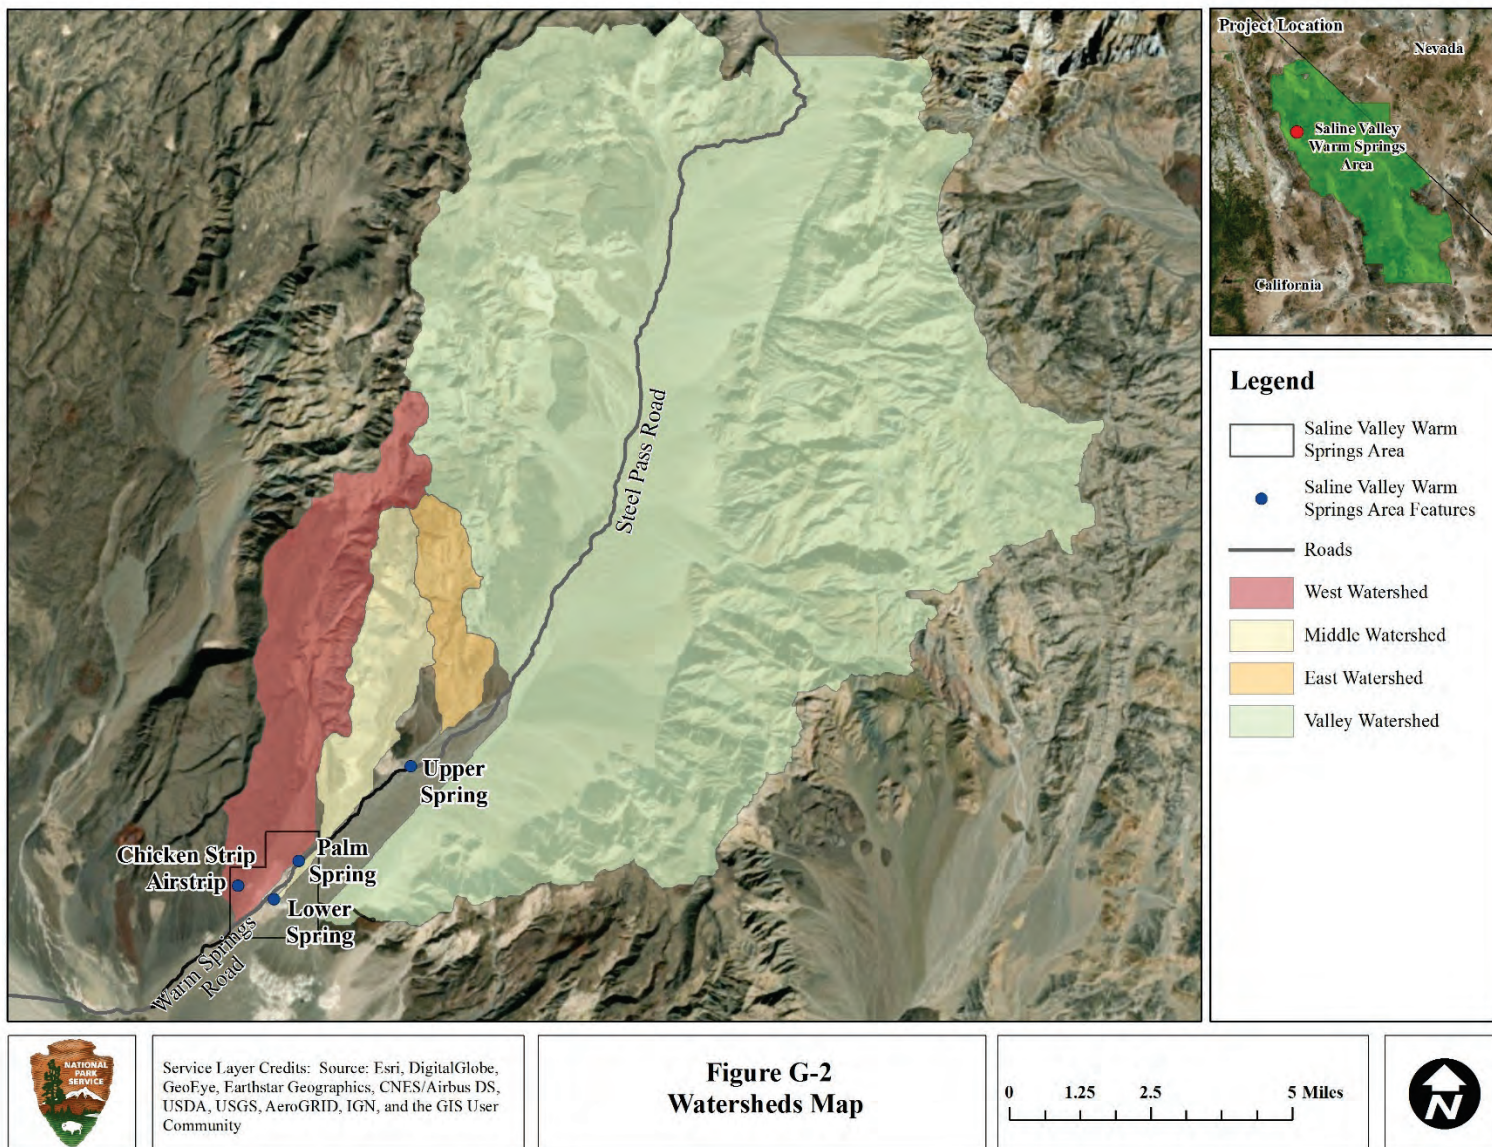 Project Location
Nevada
Saline Valley
Warm Springs
Area
California
Steel Pass Road
Upper
Spring
Chicken Strip
Airstrip
Palm
Spring
Lower
Spring
Warm Springs
Road
Legend
Saline Valley Warm
Springs Area
Saline Valley Warm
Springs Area Features
Roads
West Watershed
Middle Watershed
East Watershed
Valley Watershed
NATIONAL
PARK
SERVICE
Service Layer Credits: Source: Esri, DigitalGlobe,
GeoEye, Earthstar Geographics, CNES/Airbus DS,
USDA, USGS, AeroGRID, IGN, and the GIS User
Community
Figure G-2
Watersheds Map
0 1.25 2.5 5 Miles
N